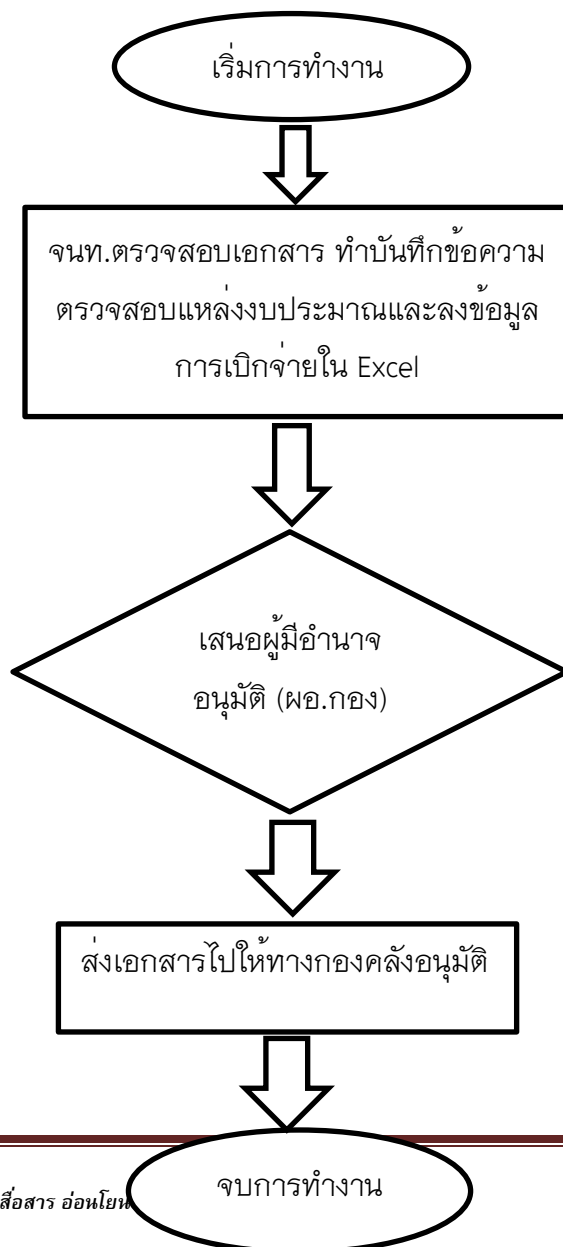 เริ่มการทำงาน
จนท.ตรวจสอบเอกสาร ทำบันทึกข้อความ
ตรวจสอบแหล่งงบประมาณและลงข้อมูล
การเบิกจ่ายใน Excel
เสนอผู้มีอำนาจ
อนุมัติ (ผอ.กอง)
ส่งเอกสารไปให้ทางกองคลังอนุมัติ
จบการทำงาน
สื่อสาร